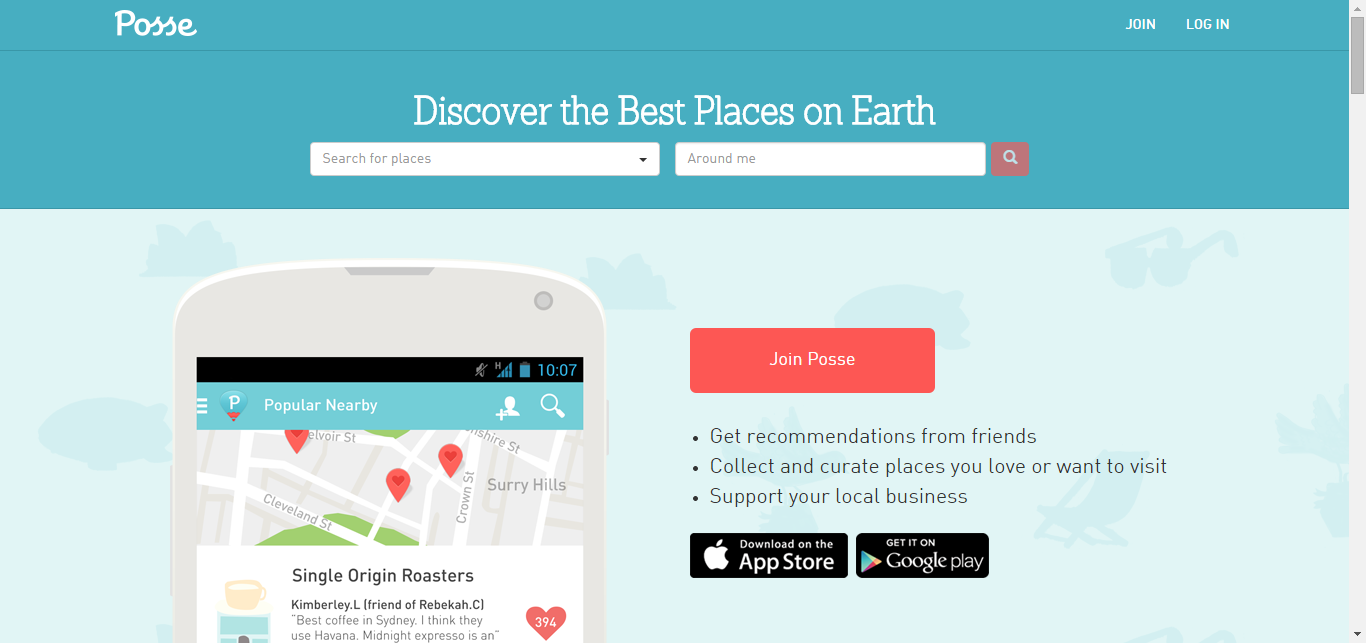 Posse
JOIN LOG IN
Discover the Best Places on Earth
Search for places
Around me
10:07
P
Popular Nearby
elvoir St
nshire St
Surry Hills
Crown St
Cleveland St
Single Origin Roasters
Kimberley.L (friend of Rebekah.C)
"Best coffee in Sydney. I think they
use Havana. Midnight expresso is an"
394
Join Posse
Get recommendations from friends
Collect and curate places you love or want to visit
Support your local business
Download on the
App Store
GET IT ON
Google play